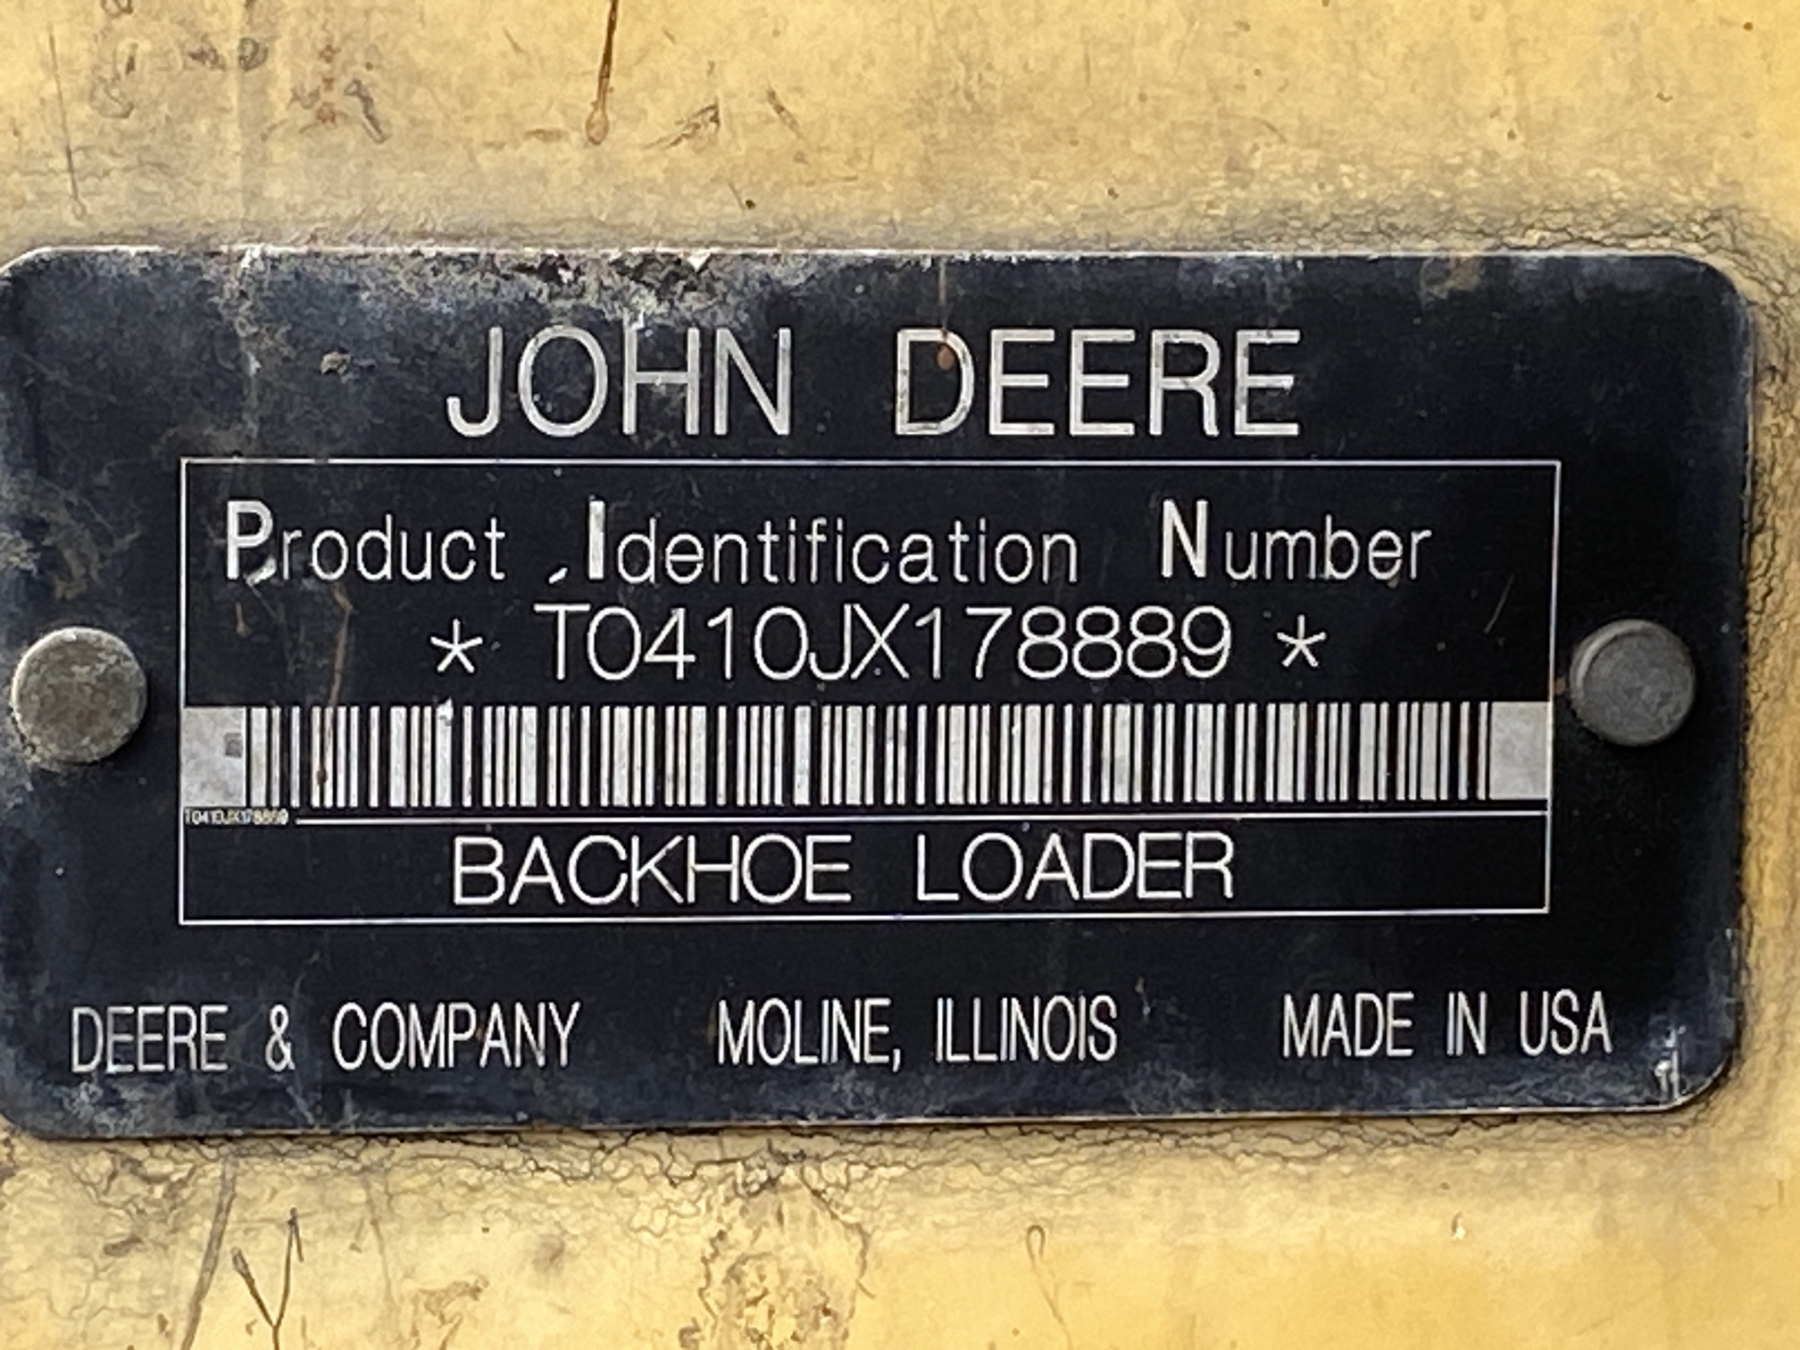 JOHN DEERE
Product Identification Number
* T0410JX178889 *
T0410JX178889
BACKHOE LOADER
DEERE & COMPANY MOLINE, ILLINOIS MADE IN USA